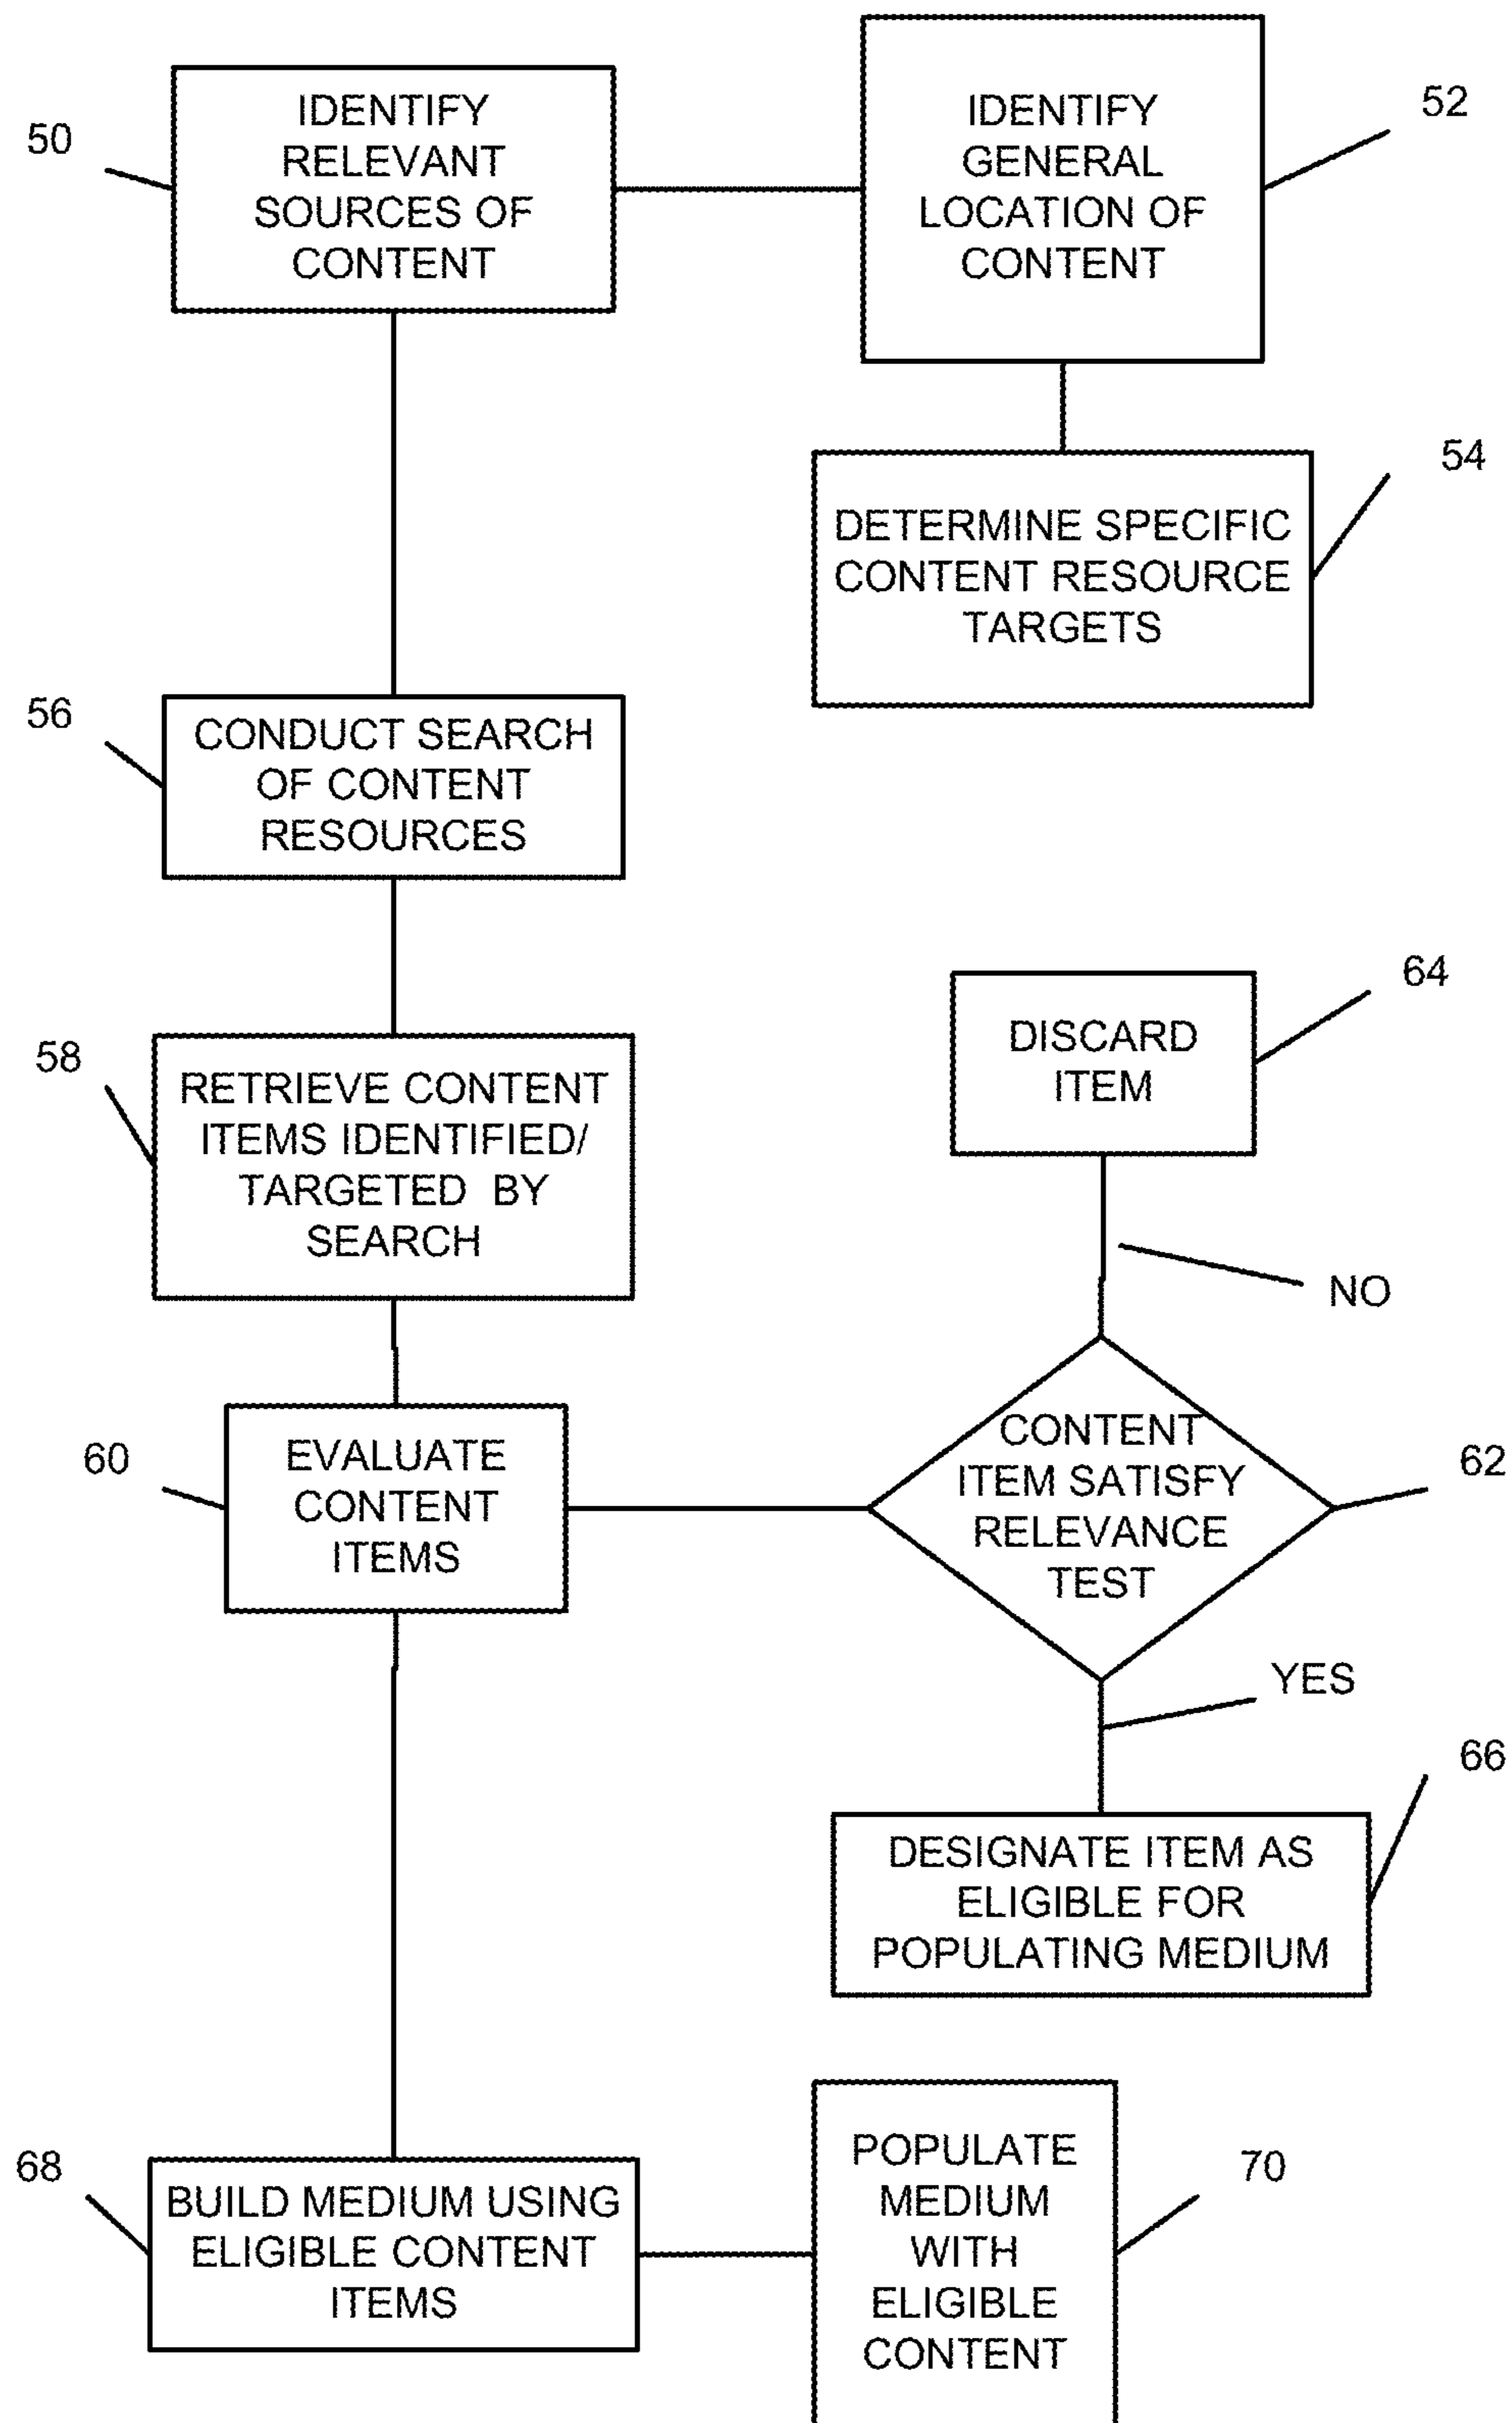 50
IDENTIFY
RELEVANT
SOURCES OF
CONTENT
IDENTIFY
GENERAL
LOCATION OF
CONTENT
52
DETERMINE SPECIFIC
CONTENT RESOURCE
TARGETS
54
56
CONDUCT SEARCH
OF CONTENT
RESOURCES
58
RETRIEVE CONTENT
ITEMS IDENTIFIED/
TARGETED BY
SEARCH
DISCARD
ITEM
64
NO
60
EVALUATE
CONTENT
ITEMS
CONTENT
ITEM SATISFY
RELEVANCE
TEST
62
YES
DESIGNATE ITEM AS
ELIGIBLE FOR
POPULATING MEDIUM
66
68
BUILD MEDIUM USING
ELIGIBLE CONTENT
ITEMS
POPULATE
MEDIUM
WITH
ELIGIBLE
CONTENT
70